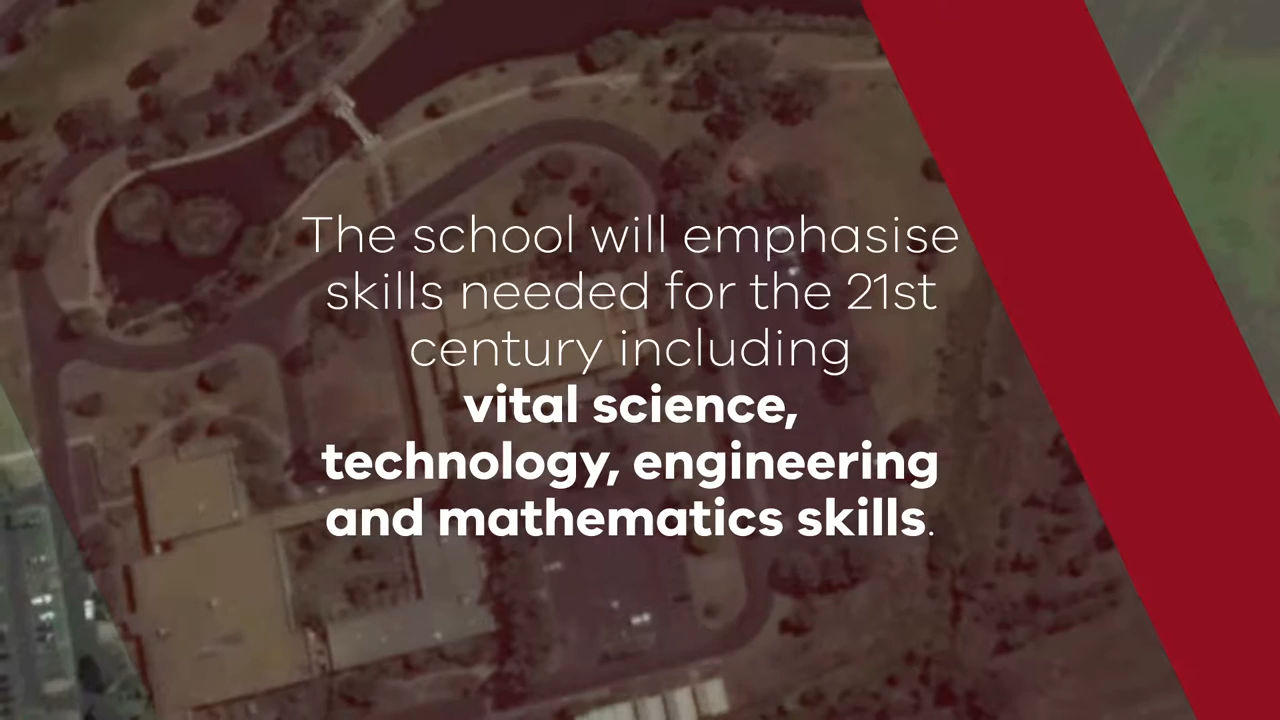 The school will emphasise
skills needed for the 21st
century including
vital science,
technology, engineering
and mathematics skills.